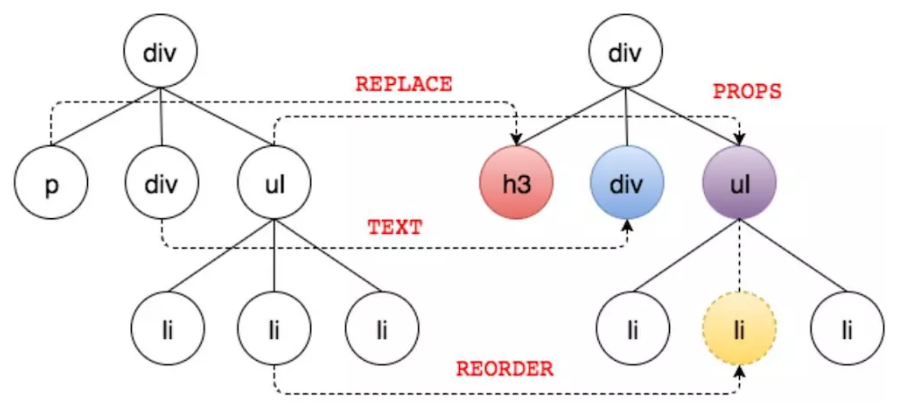 div
div
REPLACE
PROPS
p
div
ul
h3
div
ul
TEXT
li
li
li
li
li
li
REORDER